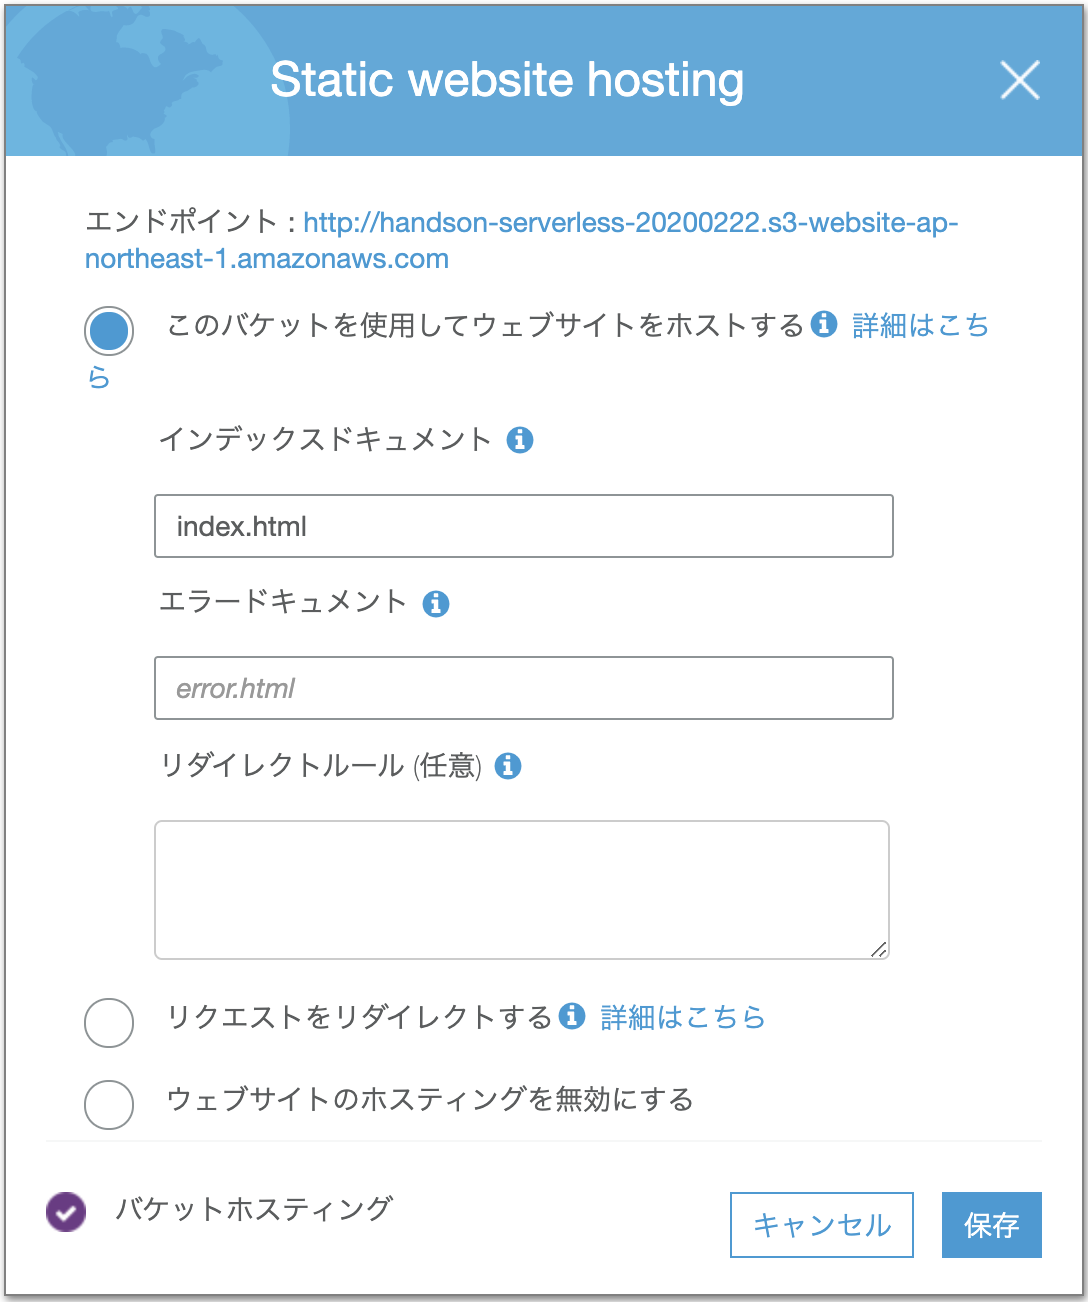 Static website hosting
エンドポイント : http://handson-serverless-20200222.s3-website-ap-
northeast-1.amazonaws.com
このバケットを使用してウェブサイトをホストする 詳細はこち
ら
インデックスドキュメント
index.html
エラードキュメント
error.html
リダイレクトルール (任意)
リクエストをリダイレクトする 詳細はこちら
ウェブサイトのホスティングを無効にする
バケットホスティング
キャンセル 保存